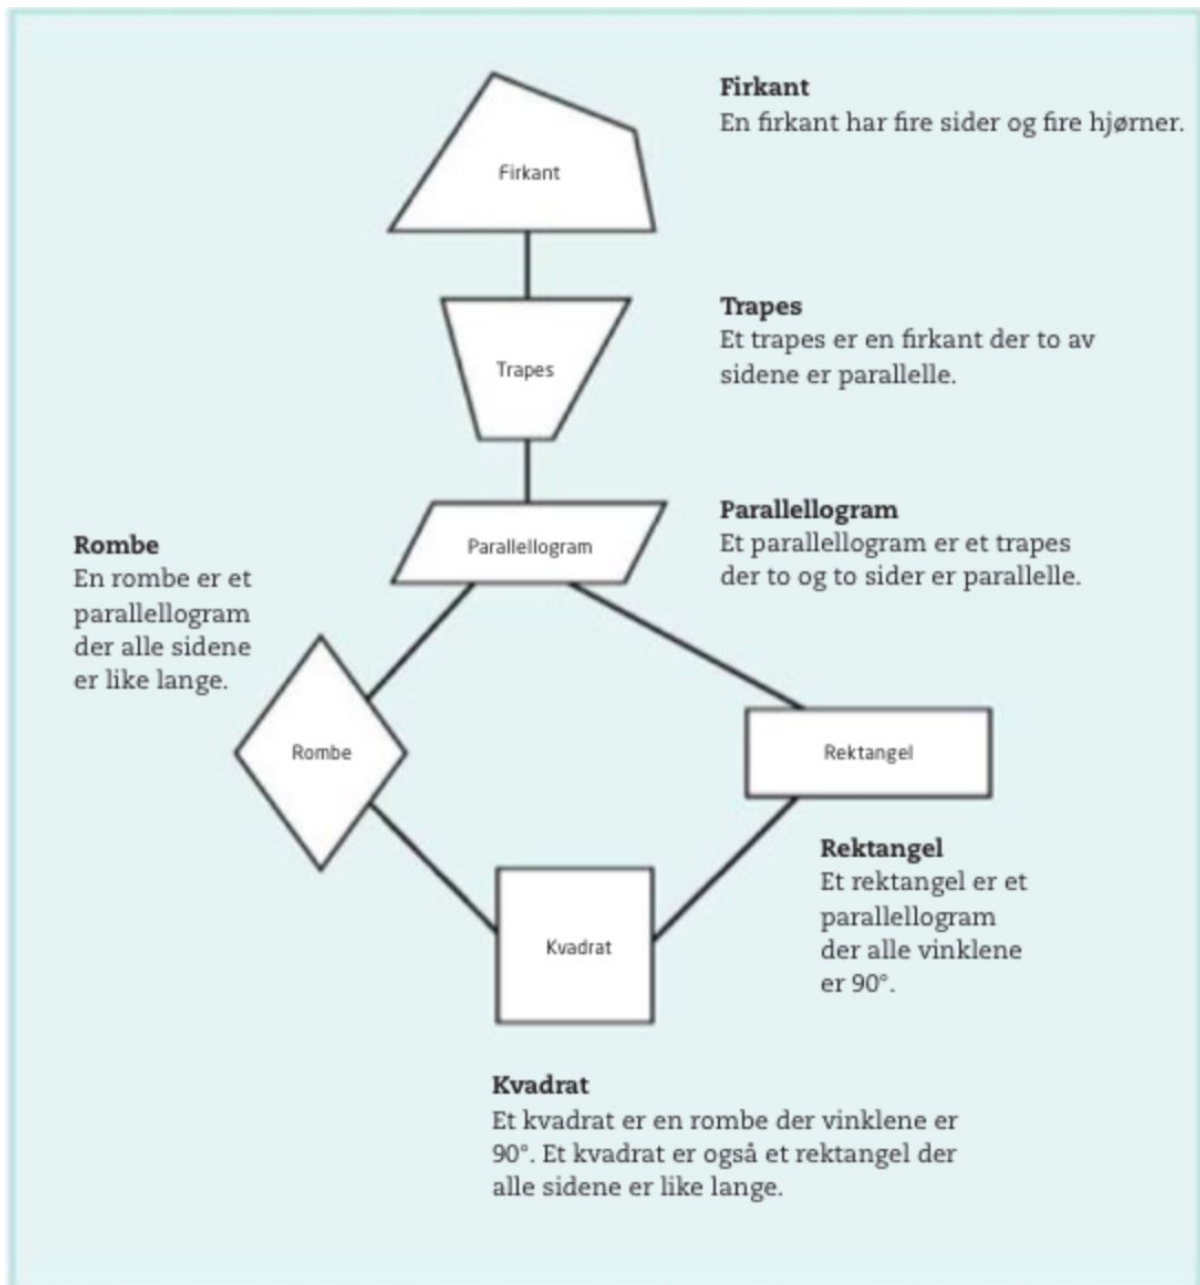 Firkant
En firkant har fire sider og fire hjørner.
Firkant
Trapes
Et trapes er en firkant der to av
sidene er parallelle.
Trapes
Parallellogram
Et parallellogram er et trapes
der to og to sider er parallelle.
Parallellogram
Rombe
En rombe er et
parallellogram
der alle sidene
er like lange.
Rombe
Rektangel
Rektangel
Et rektangel er et
parallellogram
der alle vinklene
er 90°.
Kvadrat
Kvadrat
Et kvadrat er en rombe der vinklene er
90°. Et kvadrat er også et rektangel der
alle sidene er like lange.